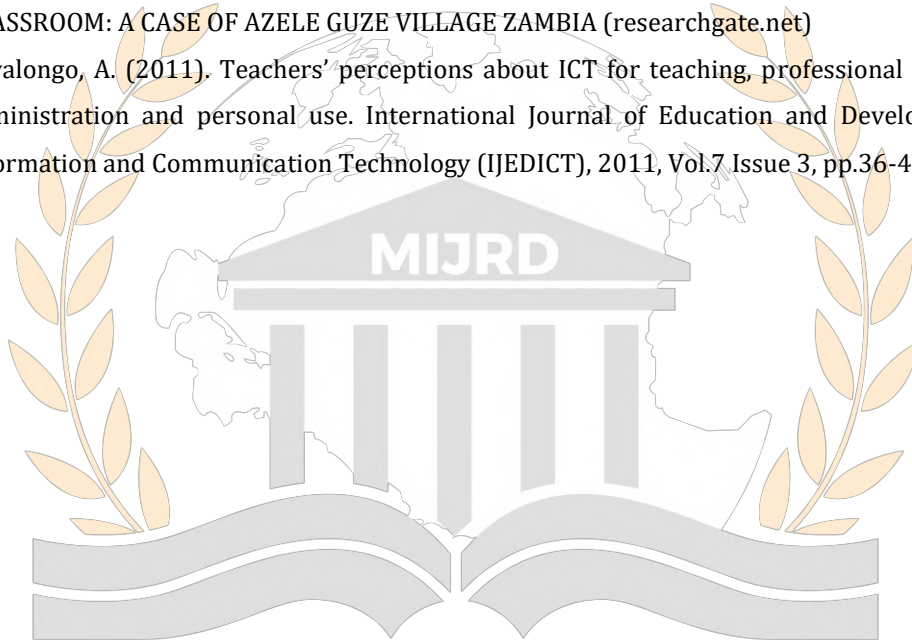 ASSROOM: A CASE OF AZELE GUZE VILLAGE ZAMBIA (researchgate.net)
valongo, A. (2011). Teachers’ perceptions about ICT for teaching, professional
ministration and personal use. International Journal of Education and Develo
ormation and Communication Technology (IJEDICT), 2011, Vol.7 Issue 3, pp.36-4
MIJRD